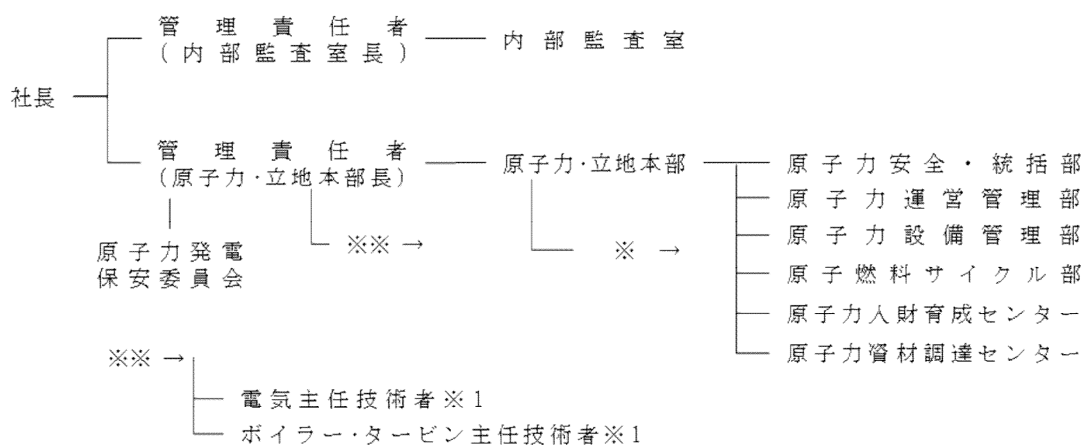 管理責任者
(内部監査室長)
内部監査室
社長
管理責任者
(原子力・立地本部長)
原子力・立地本部
原子力安全・統括部
原子力運営管理部
原子力設備管理部
原子燃料サイクル部
原子力人財育成センター
原子力資材調達センター
原子力発電
保安委員会
※※→
※→
※※→
電気主任技術者※1
ボイラー・タービン主任技術者※1